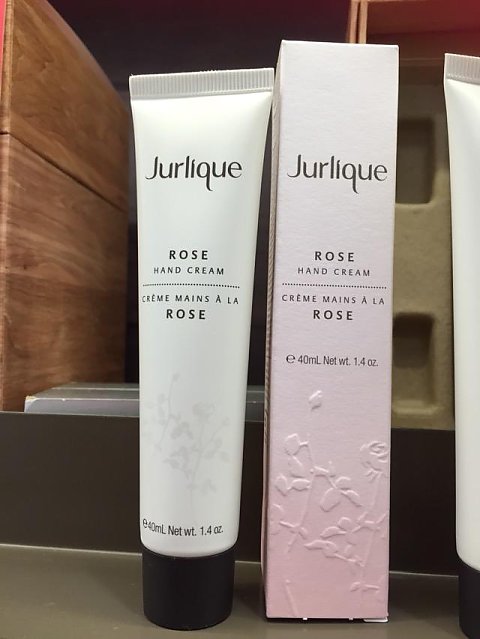 Jurlique
ROSE
HAND CREAM
CRÈME MAINS À LA
ROSE
℮40mL Net wt. 1.4 oz.
Jurlique
ROSE
HAND CREAM
CRÈME MAINS À LA
ROSE
℮ 40mL Net wt. 1.4 oz.